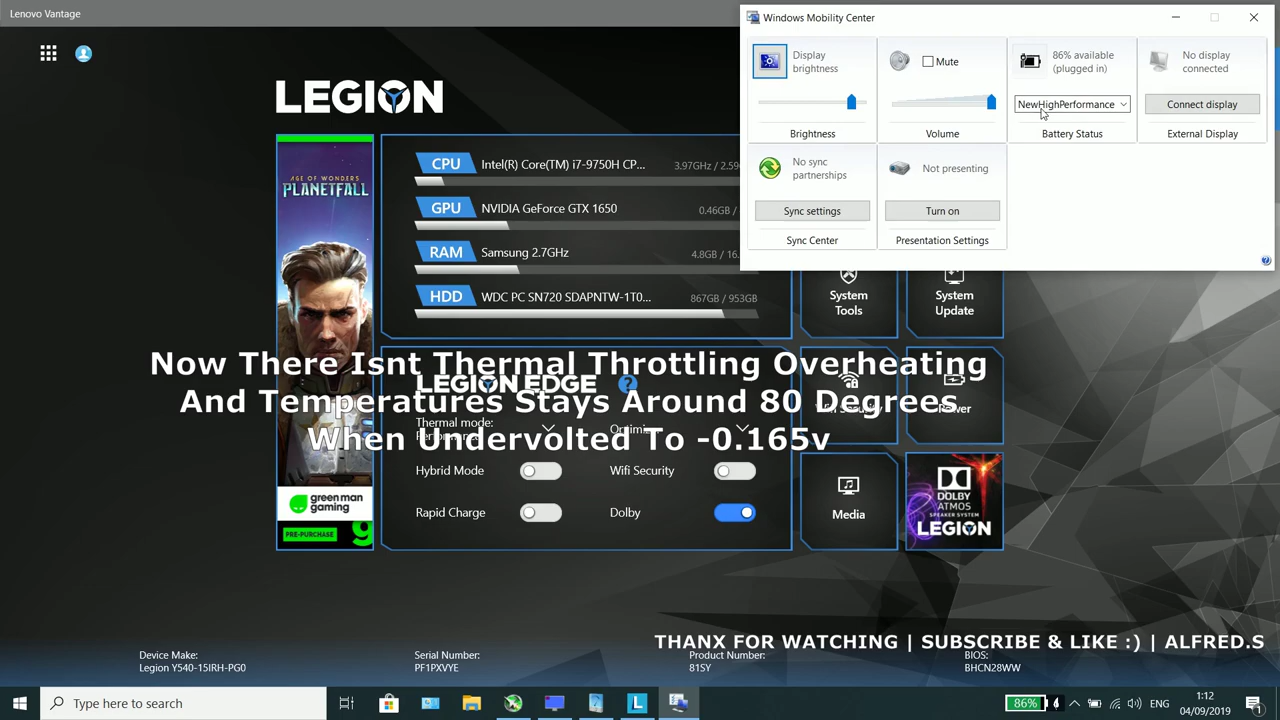 Lenovo Vantage
LEGION
AGE OF WONDERS
PLANETFALL
green man
gaming
PRE-PURCHASE
CPU Intel(R) Core(TM) i7-9750H CP... 3.97GHz / 2.59
GPU NVIDIA GeForce GTX 1650 0.46GB /
RAM Samsung 2.7GHz 4.8GB / 16.
HDD WDC PC SN720 SDAPNTW-1T0... 867GB / 953GB
Windows Mobility Center
Display
brightness
Brightness
Mute
Volume
86% available
(plugged in)
NewHighPerformance
Battery Status
No display
connected
Connect display
External Display
No sync
partnerships
Sync settings
Sync Center
Not presenting
Turn on
Presentation Settings
System
Tools
System
Update
Now There Isnt Thermal Throttling Overheating
And Temperatures Stays Around 80 Degrees
When Undervolted To -0.165v
LEGION EDGE ?
Thermal mode:
Hybrid Mode
Wifi Security
Rapid Charge
Dolby
Power
Media
DOLBY
ATMOS
SPEAKER SYSTEM
LEGION
THANX FOR WATCHING | SUBSCRIBE & LIKE :) | ALFRED.S
Device Make:
Legion Y540-15IRH-PG0
Serial Number:
PF1PXVYE
Product Number:
81SY
BIOS:
BHCN28WW
Type here to search
86%
ENG
1:12
04/09/2019